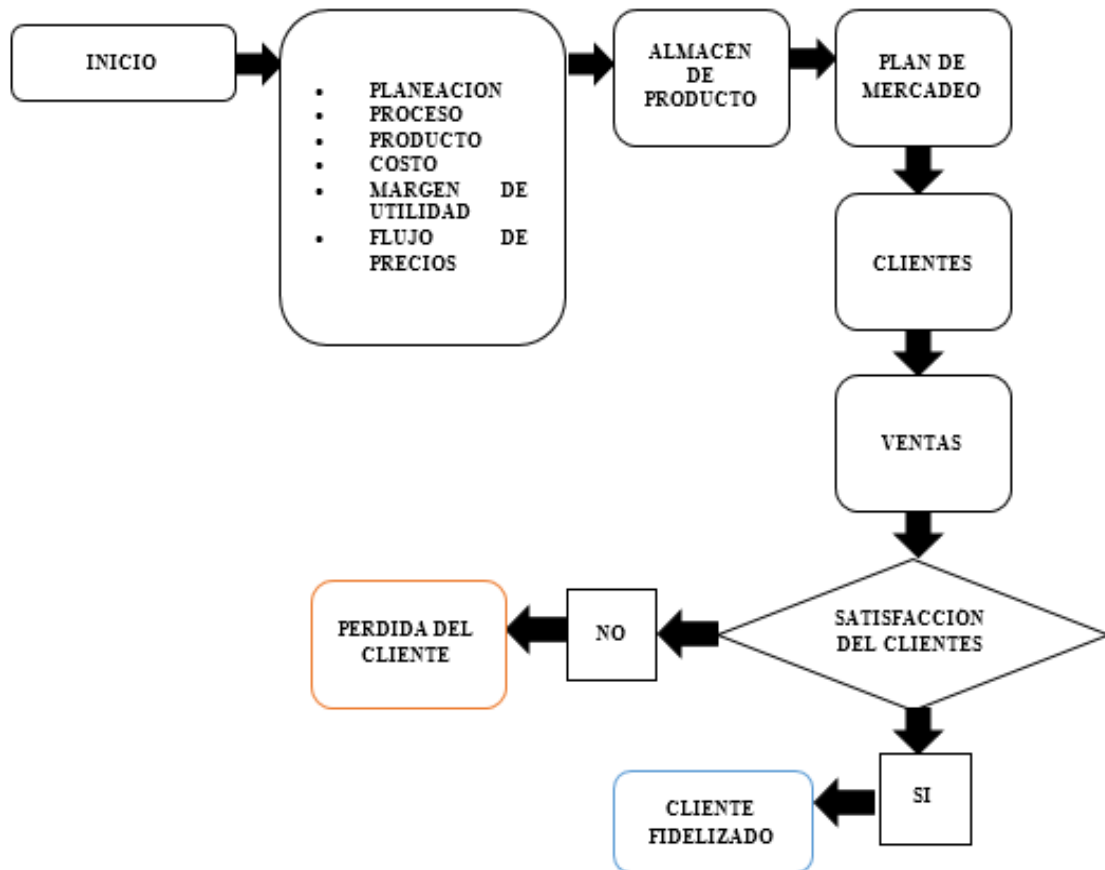 INICIO
• PLANEACION
• PROCESO
• PRODUCTO
• COSTO
• MARGEN DE
UTILIDAD
• FLUJO DE
PRECIOS
ALMACÉN
DE
PRODUCTO
PLAN DE
MERCADEO
CLIENTES
VENTAS
SATISFACCION
DEL CLIENTES
NO
PERDIDA DEL
CLIENTE
SI
CLIENTE
FIDELIZADO